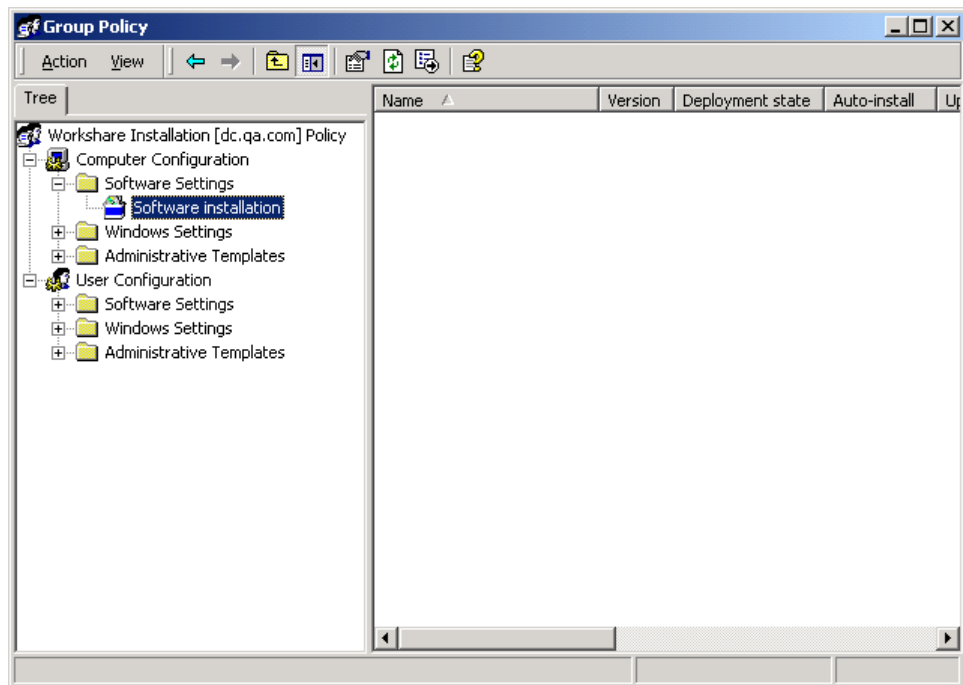 Group Policy
Action View
Tree
Name Version Deployment state Auto-install
Workshare Installation [dc.qa.com] Policy
Computer Configuration
Software Settings
Software installation
Windows Settings
Administrative Templates
User Configuration
Software Settings
Windows Settings
Administrative Templates